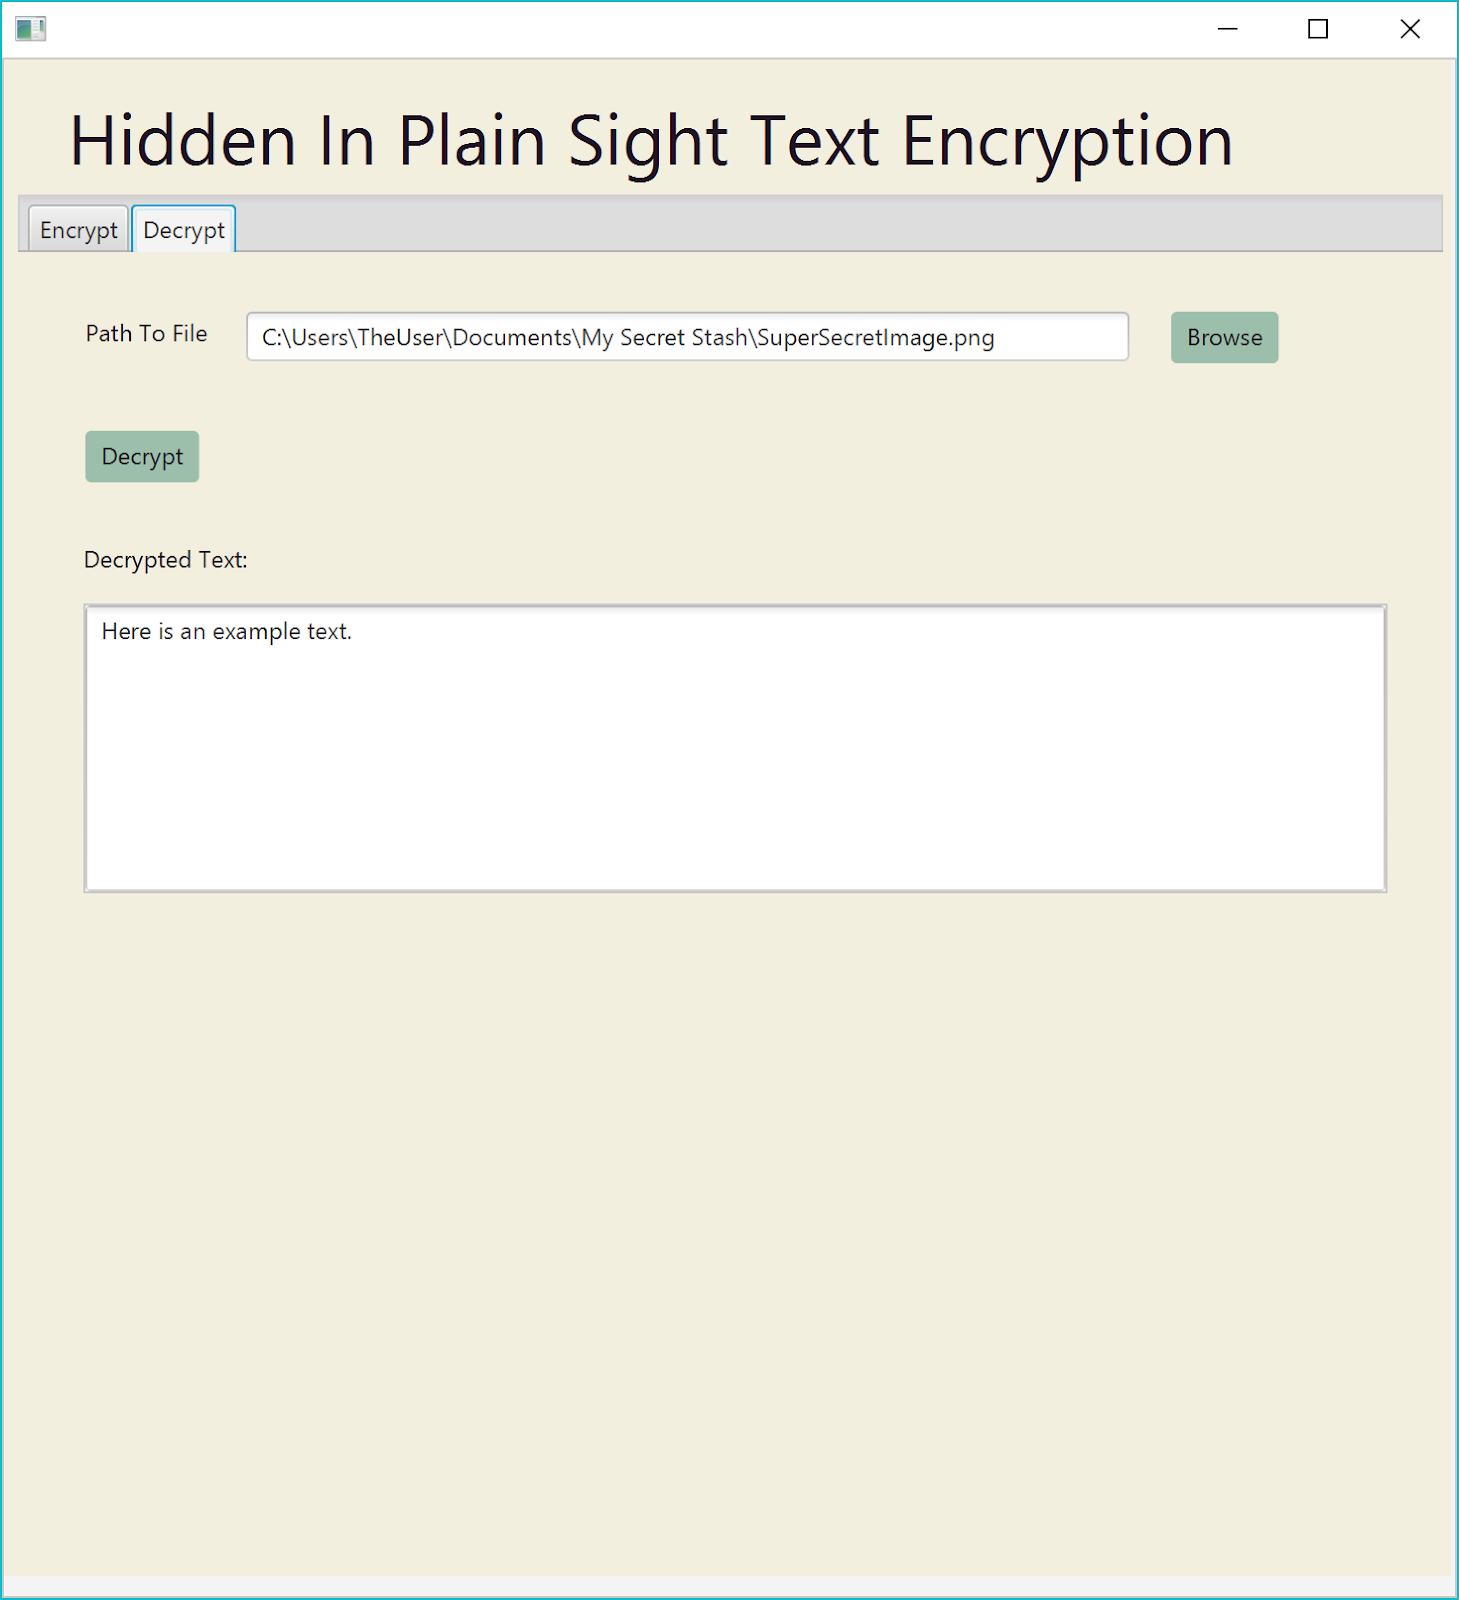 Hidden In Plain Sight Text Encryption
Encrypt Decrypt
Path To File C:\Users\TheUser\Documents\My Secret Stash\SuperSecretImage.png Browse
Decrypt
Decrypted Text:
Here is an example text.